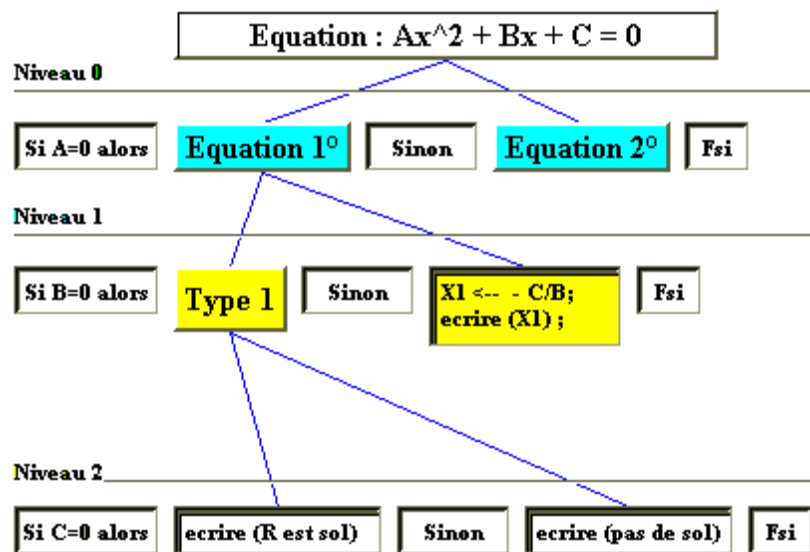 Equation : Ax^2 + Bx + C = 0
Niveau 0
Si A=0 alors Equation 1° Sinon Equation 2° Fsi
Niveau 1
Si B=0 alors Type 1 Sinon X1 <-- - C/B; Fsi
ecrire (X1) ;
Niveau 2
Si C=0 alors ecrire (R est sol) Sinon ecrire (pas de sol) Fsi